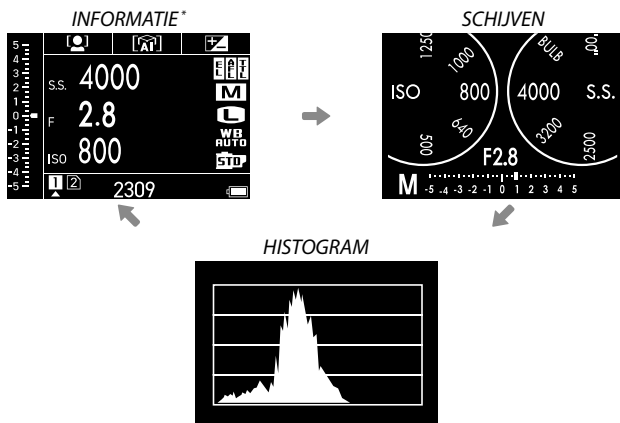 INFORMATIE*
5
4
3
2
1
0
-1
-2
-3
-4
-5
AI
S.S. 4000
F 2.8
ISO 800
M
L
WB
AUTO
STD
1 2
2309
SCHIJVEN
1250
1000
ISO 800
640
500
BULB
4000 S.S.
3200
2500
F2.8
M -5 -4 -3 -2 -1 0 1 2 3 4 5
HISTOGRAM